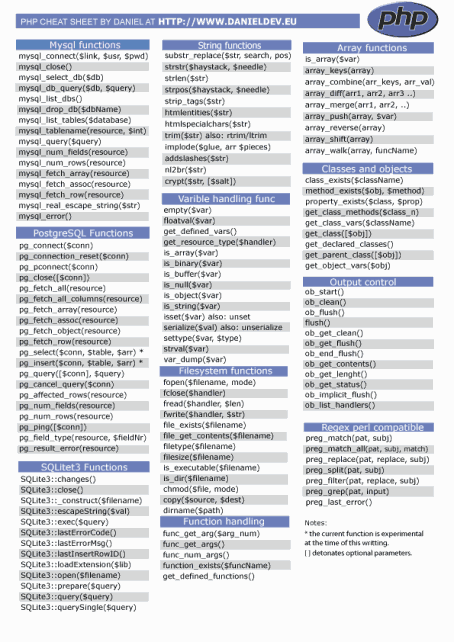 PHP CHEAT SHEET BY DANIEL AT HTTP://WWW.DANIELDEV.EU
php
Mysql functions
mysql_connect($link, $usr, $pwd)
mysql_close()
mysql_select_db($db)
mysql_db_query($db, $query)
mysql_list_dbs()
mysql_drop_db($dbName)
mysql_list_tables($database)
mysql_tablename(resource, $int)
mysql_query($query)
mysql_num_fields(resource)
mysql_num_rows(resource)
mysql_fetch_array(resource)
mysql_fetch_assoc(resource)
mysql_fetch_row(resource)
mysql_real_escape_string($str)
mysql_error()
PostgreSQL Functions
pg_connect($conn)
pg_connection_reset($conn)
pg_pconnect($conn)
pg_close([$conn])
pg_fetch_all(resource)
pg_fetch_all_columns(resource)
pg_fetch_array(resource)
pg_fetch_assoc(resource)
pg_fetch_object(resource)
pg_fetch_row(resource)
pg_select($conn, $table, $arr) *
pg_insert($conn, $table, $arr) *
pg_query([$conn], $query)
pg_cancel_query($conn)
pg_affected_rows(resource)
pg_num_fields(resource)
pg_num_rows(resource)
pg_ping([$conn])
pg_field_type(resource, $fieldNr)
pg_result_error(resource)
SQLitet3 Functions
SQLite3::changes()
SQLite3::close()
SQLite3::_construct($filename)
SQLite3::escapeString($val)
SQLite3::exec($query)
SQLite3::lastErrorCode()
SQLite3::lastErrorMsg()
SQLite3::lastInsertRowID()
SQLite3::loadExtension($lib)
SQLite3::open($filename)
SQLite3::prepare($query)
SQLite3::query($query)
SQLite3::querySingle($query)
String functions
substr_replace($str, search, pos)
strstr($haystack, $needle)
strlen($str)
strpos($haystack, $needle)
strip_tags($str)
htmlentities($str)
htmlspecialchars($str)
trim($str) also: rtrim/ltrim
implode($glue, arr $pieces)
addslashes($str)
nl2br($str)
crypt($str, [$salt])
Varible handling func
empty($var)
floatval($var)
get_defined_vars()
get_resource_type($handler)
is_array($var)
is_binary($var)
is_buffer($var)
is_null($var)
is_object($var)
is_string($var)
isset($var) also: unset
serialize($val) also: unserialize
settype($var, $type)
strval($var)
var_dump($var)
Filesystem functions
fopen($filename, mode)
fclose($handler)
fread($handler, $len)
fwrite($handler, $str)
file_exists($filename)
file_get_contents($filename)
filetype($filename)
filesize($filename)
is_executable($filename)
is_dir($filename)
chmod($file, mode)
copy($source, $dest)
dirname($path)
Function handling
func_get_arg($arg_num)
func_get_args()
func_num_args()
function_exists($funcName)
get_defined_functions()
Array functions
is_array($var)
array_keys(array)
array_combine(arr_keys, arr_val)
array_diff(arr1, arr2, arr3 ..)
array_merge(arr1, arr2, ..)
array_push(array, $var)
array_reverse(array)
array_shift(array)
array_walk(array, funcName)
Classes and objects
class_exists($className)
method_exists($obj, $method)
property_exists($class, $prop)
get_class_methods($class_n)
get_class_vars($className)
get_class([$obj])
get_declared_classes()
get_parent_class([$obj])
get_object_vars($obj)
Output control
ob_start()
ob_clean()
ob_flush()
flush()
ob_get_clean()
ob_get_flush()
ob_end_flush()
ob_get_contents()
ob_get_lenght()
ob_get_status()
ob_implicit_flush()
ob_list_handlers()
Regex perl compatible
preg_match(pat, subj)
preg_match_all(pat, subj, match)
preg_replace(pat, replace, subj)
preg_split(pat, subj)
preg_filter(pat, replace, subj)
preg_grep(pat, input)
preg_last_error()
Notes:
* the current function is experimental
at the time of this writting.
[ ] detonates optional parameters.